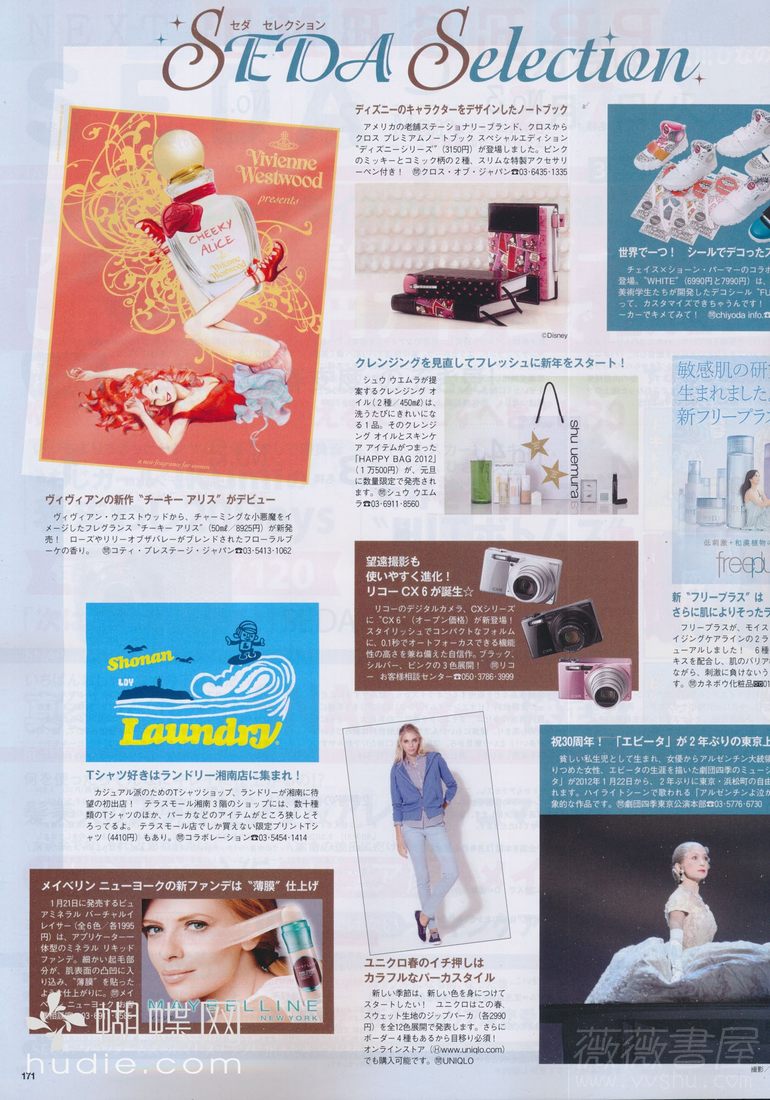 セダ セレクション
SEDA Selection
Vivienne
Westwood
presents
CHEEKY
ALICE
Vivienne
Westwood
a new fragrance for women
ヴィヴィアンの新作“チーキー アリス”がデビュー
ヴィヴィアン・ウエストウッドから、チャーミングな小悪魔をイ
メージしたフレグランス“チーキー アリス”(50㎖/8925円)が新発
売! ローズやリリーオブザバレーがブレンドされたフローラルブ
ーケの香り。 ㉄コティ・プレステージ・ジャパン☎03・5413・1062
ディズニーのキャラクターをデザインしたノートブック
アメリカの老舗ステーショナリーブランド、クロスから
クロス プレミアムノートブック スペシャルエディション
“ディズニーシリーズ”(3150円)が登場しました。ピンク
のミッキーとコミック柄の2種、スリムな特製アクセサリ
ーペン付き! ㉄クロス・オブ・ジャパン☎03・6435・1335
©Disney
世界で一つ! シールでデコったス
チェイス×ショーン・パーマーのコラボ
登場。“WHITE”(6990円と7990円)は、
美術学生たちが開発したデコシール“FU
って、カスタマイズできちゃうんです!
ーカーでキメてみて! ㉄chiyoda info.☎
クレンジングを見直してフレッシュに新年をスタート!
シュウ ウエムラが提
案するクレンジング オ
イル(2種/450㎖)は、
洗うたびにきれいにな
る1品。そのクレンジ
ング オイルとスキンケ
ア アイテムがつまった
「HAPPY BAG 2012」
(1万500円)が、元旦
に数量限定で発売され
ます。㉄シュウ ウエム
ラ☎03・6911・8560
shu uemura
敏感肌の研
生まれました
新フリープラス
低刺激+和漢植物
freeplu
新“フリープラス”は
さらに肌によりそったラ
フリープラスが、モイス
イジングケアラインの2ラ
ューアルしました! 6種
キスを配合し、肌のバリア
ながら、刺激に負けないう
す。㉄カネボウ化粧品
望遠撮影も
使いやすく進化!
リコー CX 6が誕生☆
リコーのデジタルカメラ、CXシリーズ
に“CX 6”(オープン価格)が新登場!
スタイリッシュでコンパクトなフォルム
に、0.1秒でオートフォーカスできる機能
性の高さを兼ね備えた自信作。ブラック、
シルバー、ピンクの3色展開! ㉄リコ
ー お客様相談センター☎050・3786・3999
Shonan
LDY
Laundry
Tシャツ好きはランドリー湘南店に集まれ!
カジュアル派のためのTシャツショップ、ランドリーが湘南に待
望の初出店! テラスモール湘南3階のショップには、数十種
類のTシャツのほか、パーカなどのアイテムがところ狭しとそ
ろってるよ。テラスモール店でしか買えない限定プリントTシ
ャツ(4410円)もあり。㉄コラボレーション☎03・5454・1414
祝30周年! 「エビータ」が2年ぶりの東京上
貧しい私生児として生まれ、女優からアルゼンチン大統領
りつめた女性、エビータの生涯を描いた劇団四季のミュー
タ」が2012年1月22日から、2年ぶりに東京・浜松町の自由
れます。ハイライトシーンで歌われる「アルゼンチンよ泣か
象的な作品です。㉄劇団四季東京公演本部☎03・5776・6730
メイベリン ニューヨークの新ファンデは“薄膜”仕上げ
1月21日に発売するピュ
アミネラル バーチャルイ
レイサー(全6色/各1995
円)は、アプリケーター一
体型のミネラル リキッド
ファンデ。細かい起毛部
分が、肌表面の凸凹に入
り込み、“薄膜”を貼った
ような仕上がりに。㉄メイ
MAYBELLINE
NEW YORK
ユニクロ春のイチ押しは
カラフルなパーカスタイル
新しい季節は、新しい色を身につけて
スタートしたい! ユニクロはこの春、
スウェット生地のジップパーカ(各2990
円)を全12色展開で発表します。さらに
ボーダー4種もあるから目移り必須!
オンラインストア(Ⓗwww.uniqlo.com)
でも購入可能です。㉄UNIQLO
撮影/
171
蝴蝶网
hudie.com
薇薇書屋
www.vvshu.com